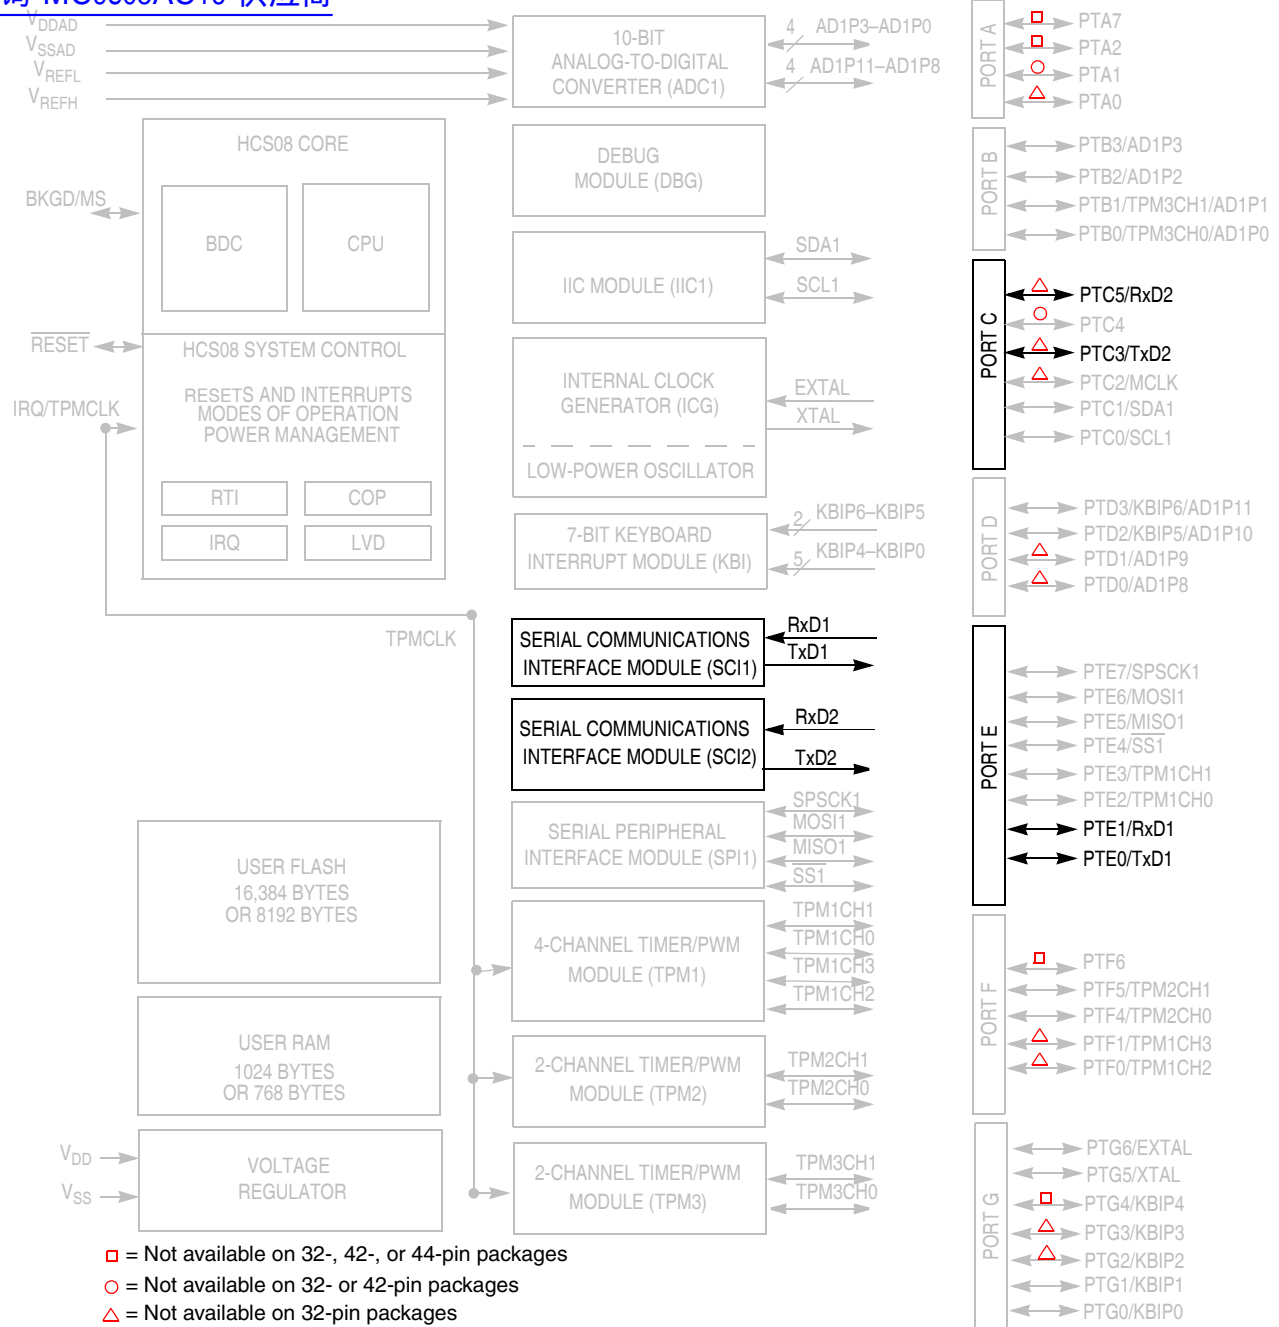 MC9S08AC16 供应商
VDDAD
VSSAD
VREFL
VREFH
10-BIT
ANALOG-TO-DIGITAL
CONVERTER (ADC1)
4 AD1P3–AD1P0
4 AD1P11–AD1P8
PORT A
PTA7
PTA2
PTA1
PTA0
HCS08 CORE
BDC
CPU
BKGD/MS
DEBUG
MODULE (DBG)
PORT B
PTB3/AD1P3
PTB2/AD1P2
PTB1/TPM3CH1/AD1P1
PTB0/TPM3CH0/AD1P0
IIC MODULE (IIC1)
SDA1
SCL1
PORT C
PTC5/RxD2
PTC4
PTC3/TxD2
PTC2/MCLK
PTC1/SDA1
PTC0/SCL1
RESET
IRQ/TPMCLK
HCS08 SYSTEM CONTROL
RESETS AND INTERRUPTS
MODES OF OPERATION
POWER MANAGEMENT
RTI
COP
IRQ
LVD
INTERNAL CLOCK
GENERATOR (ICG)
LOW-POWER OSCILLATOR
EXTAL
XTAL
7-BIT KEYBOARD
INTERRUPT MODULE (KBI)
2 KBIP6–KBIP5
5 KBIP4–KBIP0
PORT D
PTD3/KBIP6/AD1P11
PTD2/KBIP5/AD1P10
PTD1/AD1P9
PTD0/AD1P8
TPMCLK
SERIAL COMMUNICATIONS
INTERFACE MODULE (SCI1)
RxD1
TxD1
SERIAL COMMUNICATIONS
INTERFACE MODULE (SCI2)
RxD2
TxD2
PORT E
PTE7/SPSCK1
PTE6/MOSI1
PTE5/MISO1
PTE4/SS1
PTE3/TPM1CH1
PTE2/TPM1CH0
PTE1/RxD1
PTE0/TxD1
SERIAL PERIPHERAL
INTERFACE MODULE (SPI1)
SPSCK1
MOSI1
MISO1
SS1
USER FLASH
16,384 BYTES
OR 8192 BYTES
4-CHANNEL TIMER/PWM
MODULE (TPM1)
TPM1CH1
TPM1CH0
TPM1CH3
TPM1CH2
PORT F
PTF6
PTF5/TPM2CH1
PTF4/TPM2CH0
PTF1/TPM1CH3
PTF0/TPM1CH2
USER RAM
1024 BYTES
OR 768 BYTES
2-CHANNEL TIMER/PWM
MODULE (TPM2)
TPM2CH1
TPM2CH0
VDD
VSS
VOLTAGE
REGULATOR
2-CHANNEL TIMER/PWM
MODULE (TPM3)
TPM3CH1
TPM3CH0
PORT G
PTG6/EXTAL
PTG5/XTAL
PTG4/KBIP4
PTG3/KBIP3
PTG2/KBIP2
PTG1/KBIP1
PTG0/KBIP0
= Not available on 32-, 42-, or 44-pin packages
= Not available on 32- or 42-pin packages
= Not available on 32-pin packages